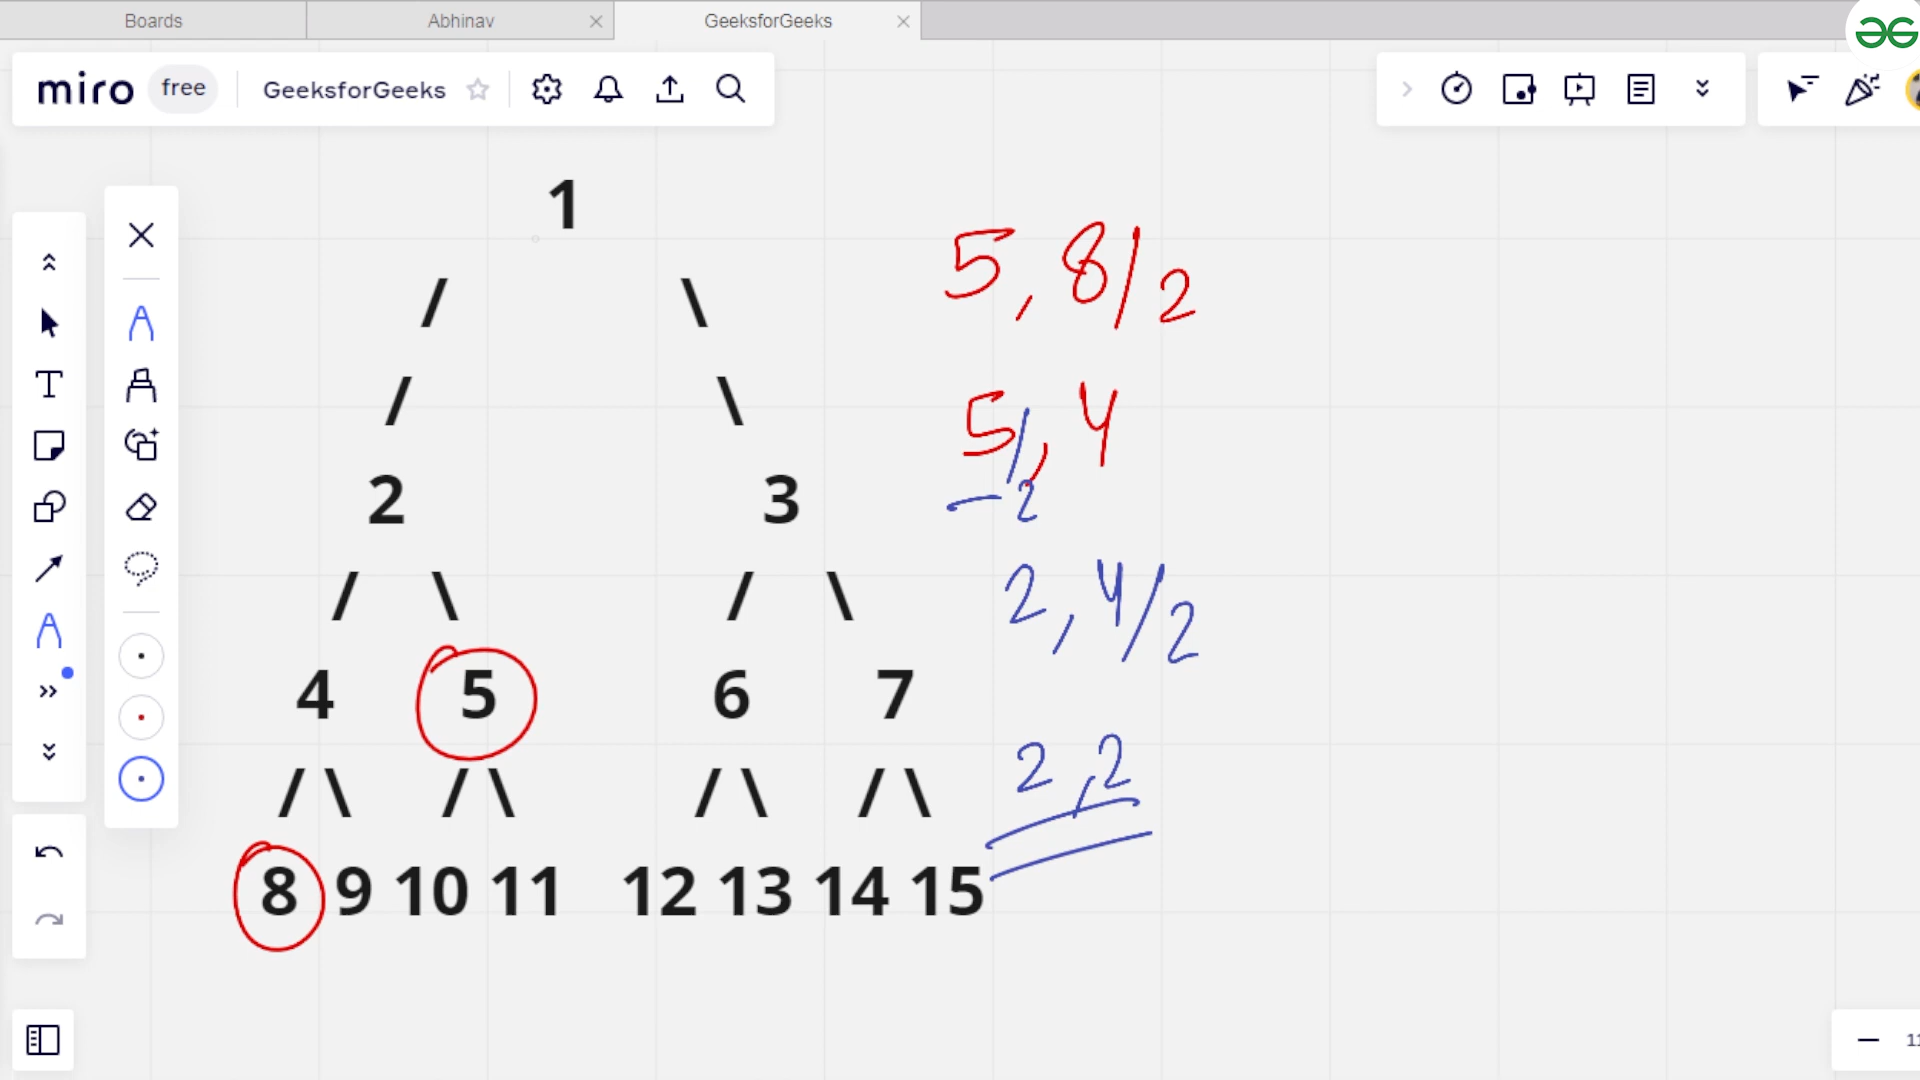 Boards Abhinav GeeksforGeeks
miro free GeeksforGeeks
1
/ \
/ \
2 3
/ \ / \
4 5 6 7
/ \ / \ / \ / \
8 9 10 11 12 13 14 15
5, 8/2
5/2, 4
2, 4/2
2, 2